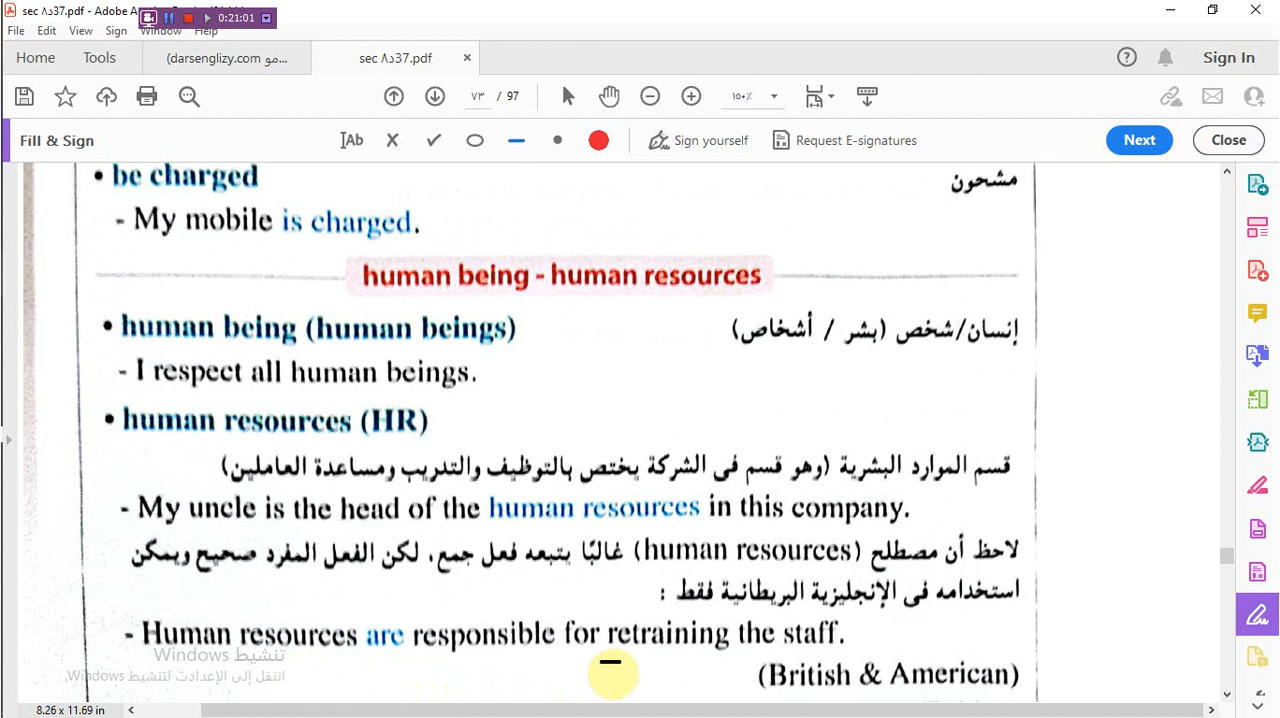 sec ٨د37.pdf - Adobe
0:21:01
File Edit View Sign Window Help
Home Tools (darsenglizy.com مو... sec ٨د37.pdf × Sign In
٧٣ / 97 ١٥٠٪
Fill & Sign Ab Sign yourself Request E-signatures Next Close
• be charged مشحون
- My mobile is charged.
human being - human resources
• human being (human beings) إنسان/شخص (بشر / أشخاص)
- I respect all human beings.
• human resources (HR)
قسم الموارد البشرية (وهو قسم فى الشركة يختص بالتوظيف والتدريب ومساعدة العاملين)
- My uncle is the head of the human resources in this company.
لاحظ أن مصطلح (human resources) غالبًا يتبعه فعل جمع، لكن الفعل المفرد صحيح ويمكن
استخدامه فى الإنجليزية البريطانية فقط :
- Human resources are responsible for retraining the staff.
تنشيط Windows
انتقل إلى الإعدادات لتنشيط Windows
(British & American)
8.26 x 11.69 in